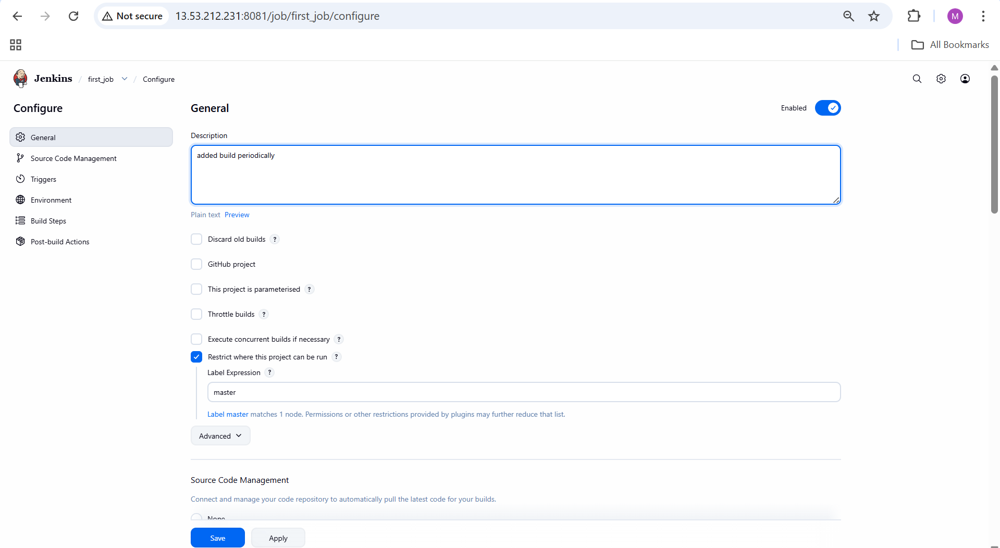 Not secure 13.53.212.231:8081/job/first_job/configure M
All Bookmarks
Jenkins / first_job / Configure
Configure
General
Source Code Management
Triggers
Environment
Build Steps
Post-build Actions
General
Enabled
Description
added build periodically
Plain text Preview
Discard old builds ?
GitHub project
This project is parameterised ?
Throttle builds ?
Execute concurrent builds if necessary ?
Restrict where this project can be run ?
Label Expression ?
master
Label master matches 1 node. Permissions or other restrictions provided by plugins may further reduce that list.
Advanced
Source Code Management
Connect and manage your code repository to automatically pull the latest code for your builds.
None
Save Apply